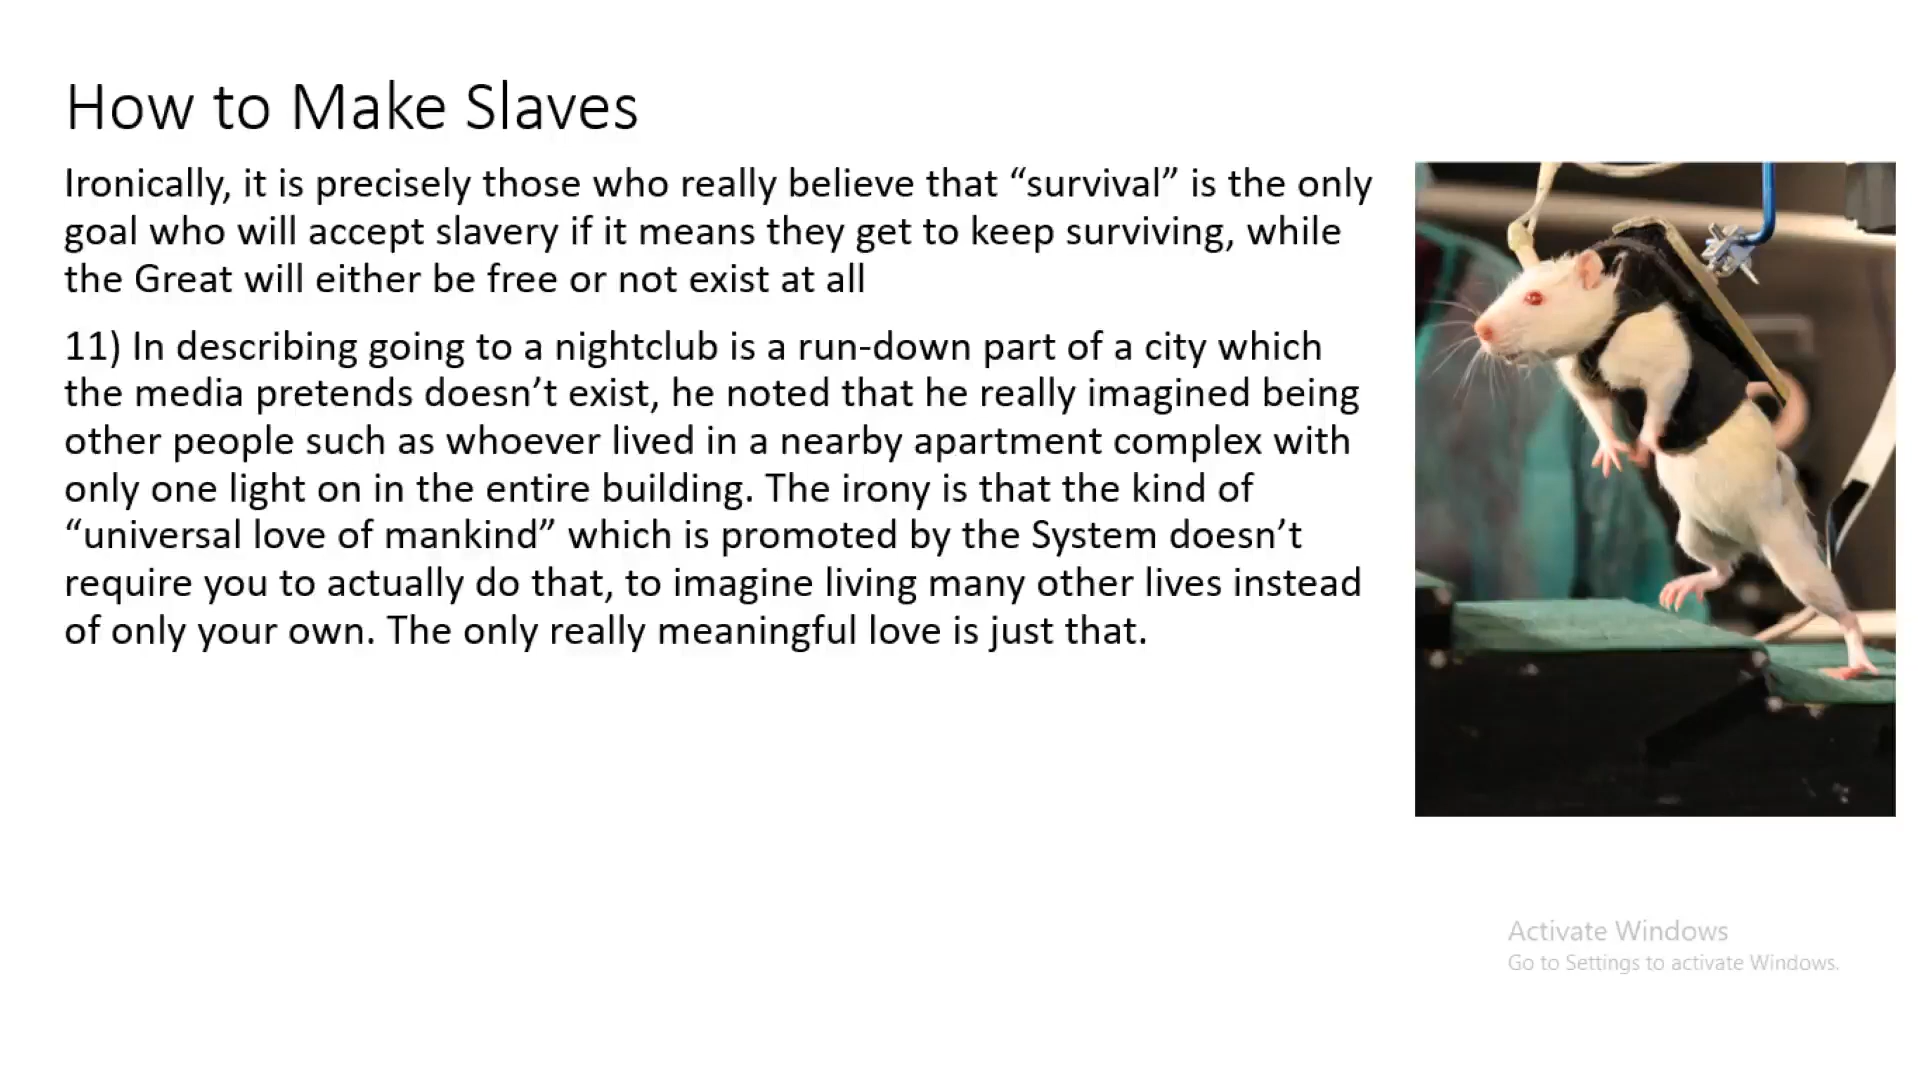 How to Make Slaves
Ironically, it is precisely those who really believe that “survival” is the only
goal who will accept slavery if it means they get to keep surviving, while
the Great will either be free or not exist at all
11) In describing going to a nightclub is a run-down part of a city which
the media pretends doesn’t exist, he noted that he really imagined being
other people such as whoever lived in a nearby apartment complex with
only one light on in the entire building. The irony is that the kind of
“universal love of mankind” which is promoted by the System doesn’t
require you to actually do that, to imagine living many other lives instead
of only your own. The only really meaningful love is just that.
Activate Windows
Go to Settings to activate Windows.